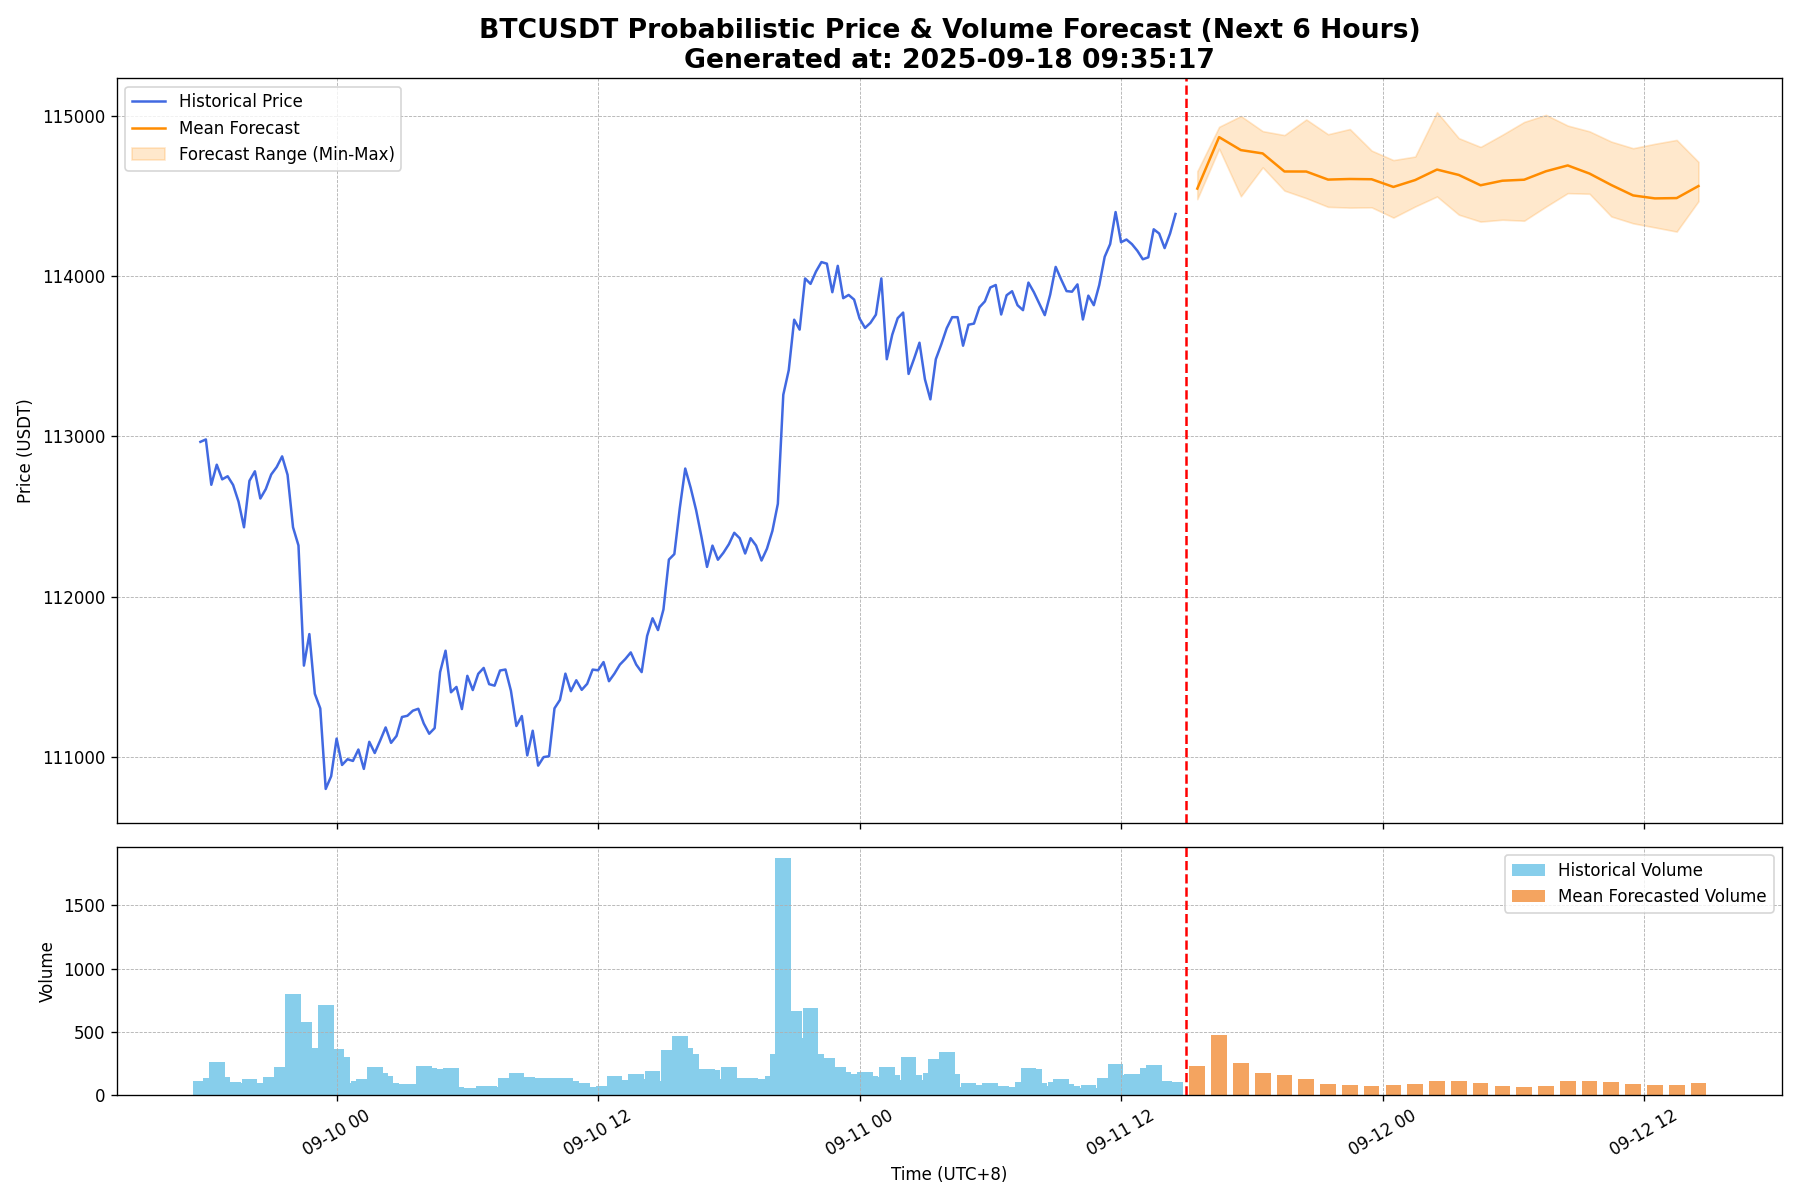 BTCUSDT Probabilistic Price & Volume Forecast (Next 6 Hours)
Generated at: 2025-09-18 09:35:17
Historical Price
Mean Forecast
Forecast Range (Min-Max)
115000
114000
113000
112000
111000
Price (USDT)
Historical Volume
Mean Forecasted Volume
1500
1000
500
0
Volume
09-10 00
09-10 12
09-11 00
09-11 12
09-12 00
09-12 12
Time (UTC+8)